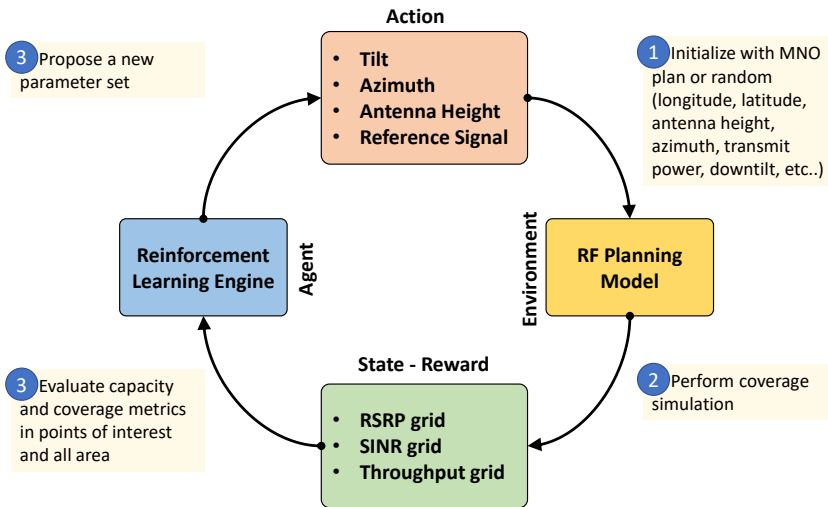 Action
3 Propose a new
parameter set
• Tilt
• Azimuth
• Antenna Height
• Reference Signal
1 Initialize with MNO
plan or random
(longitude, latitude,
antenna height,
azimuth, transmit
power, downtilt, etc..)
Reinforcement
Learning Engine
Agent
Environment
RF Planning
Model
State - Reward
3 Evaluate capacity
and coverage metrics
in points of interest
and all area
• RSRP grid
• SINR grid
• Throughput grid
2 Perform coverage
simulation